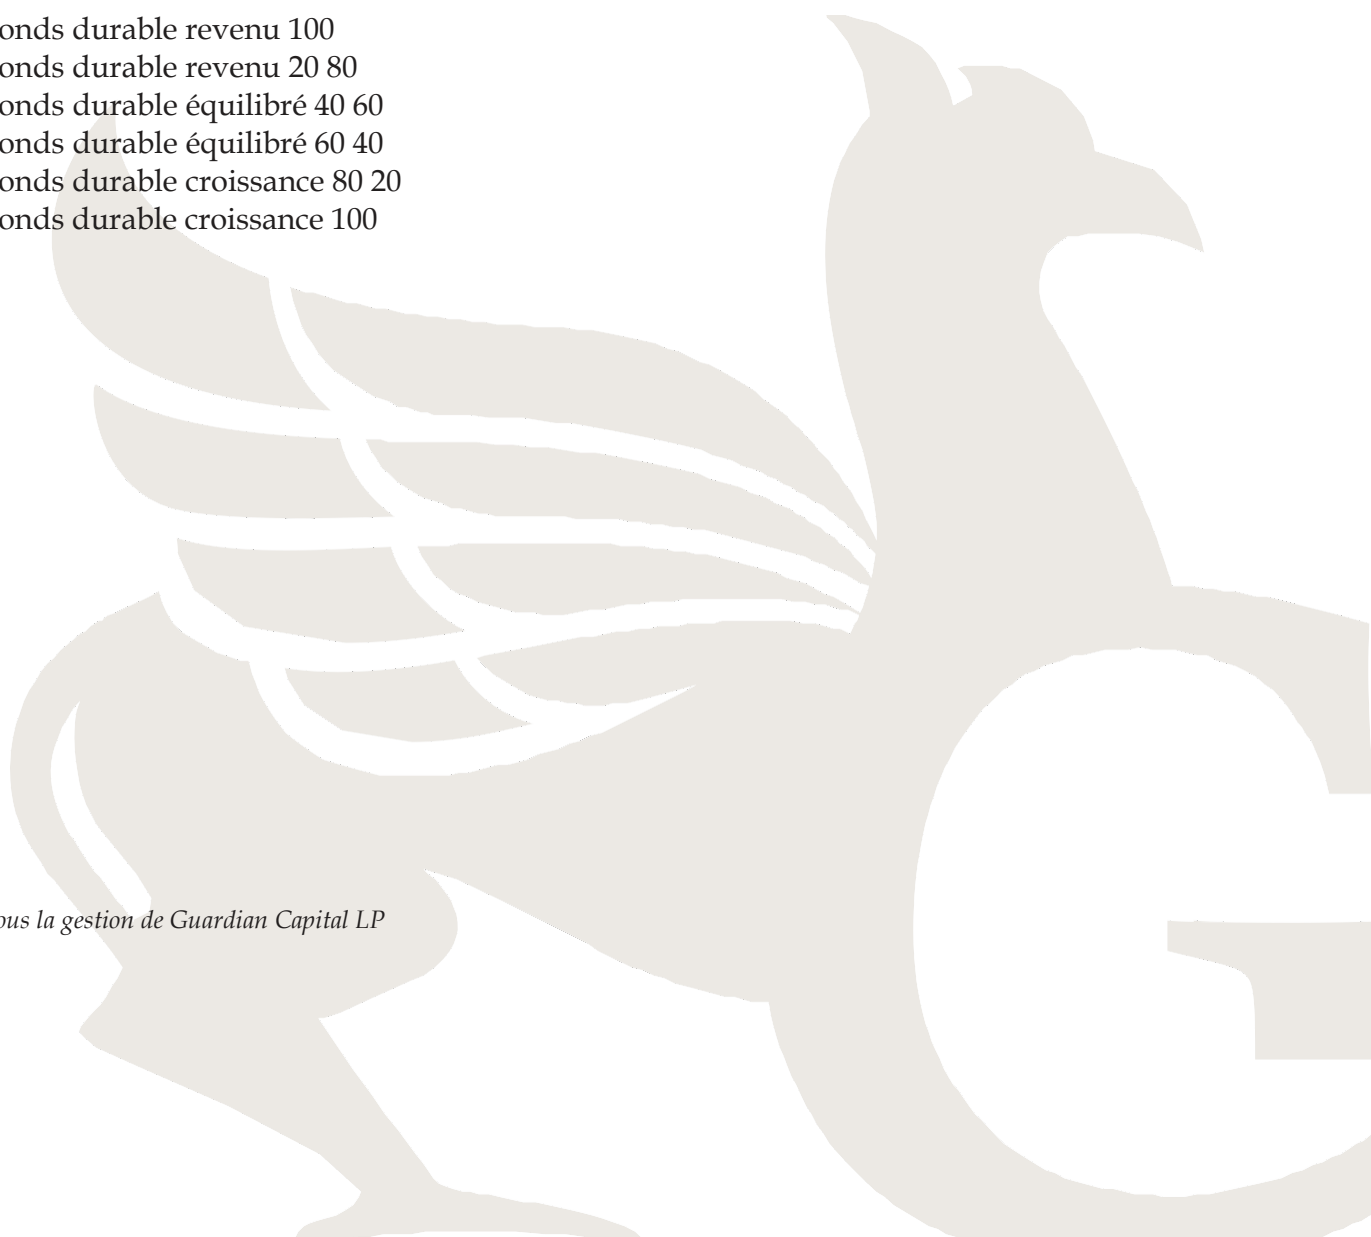 onds durable revenu 100
onds durable revenu 20 80
onds durable équilibré 40 60
onds durable équilibré 60 40
onds durable croissance 80 20
onds durable croissance 100
ous la gestion de Guardian Capital LP
G